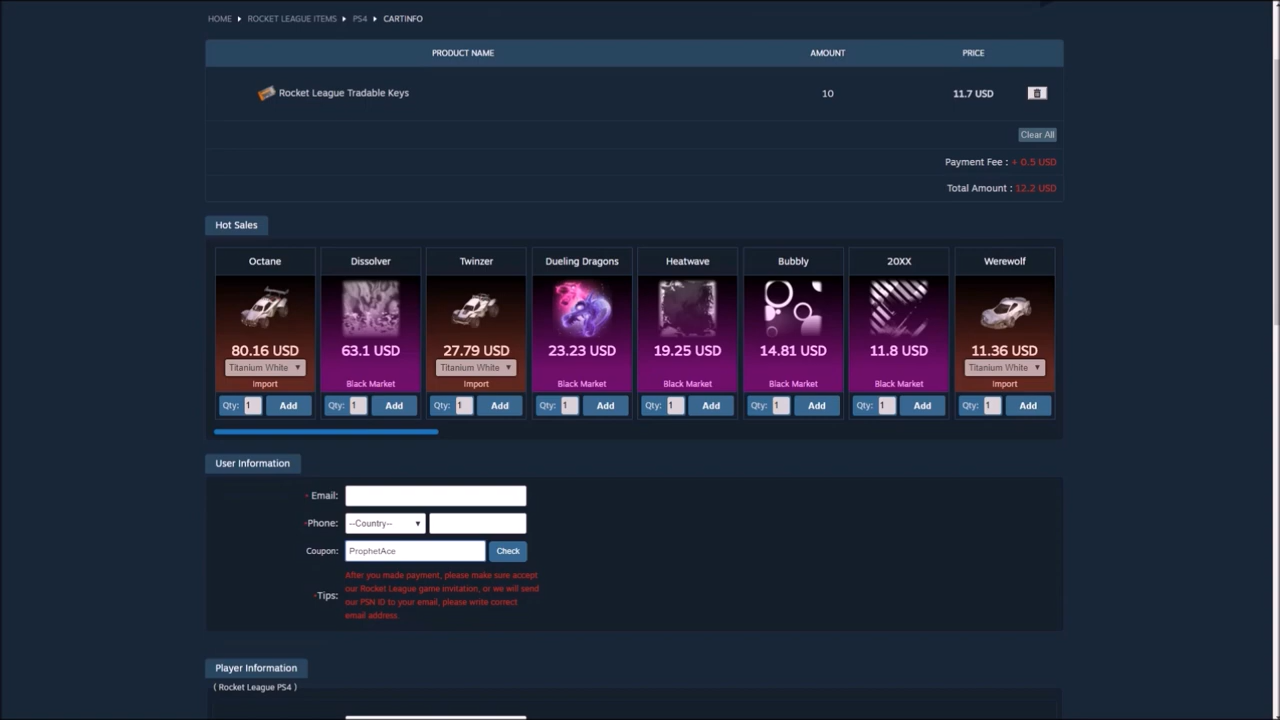 HOME ▸ ROCKET LEAGUE ITEMS ▸ PS4 ▸ CARTINFO
PRODUCT NAME AMOUNT PRICE
Rocket League Tradable Keys 10 11.7 USD
Clear All
Payment Fee : + 0.5 USD
Total Amount : 12.2 USD
Hot Sales
Octane Dissolver Twinzer Dueling Dragons Heatwave Bubbly 20XX Werewolf
80.16 USD 63.1 USD 27.79 USD 23.23 USD 19.25 USD 14.81 USD 11.8 USD 11.36 USD
Titanium White Titanium White Titanium White
Import Black Market Import Black Market Black Market Black Market Black Market Import
Qty: 1 Add Qty: 1 Add Qty: 1 Add Qty: 1 Add Qty: 1 Add Qty: 1 Add Qty: 1 Add Qty: 1 Add
User Information
* Email:
*Phone: --Country--
Coupon: ProphetAce Check
After you made payment, please make sure accept
our Rocket League game invitation, or we will send
*Tips:
our PSN ID to your email, please write correct
email address.
Player Information
( Rocket League PS4 )